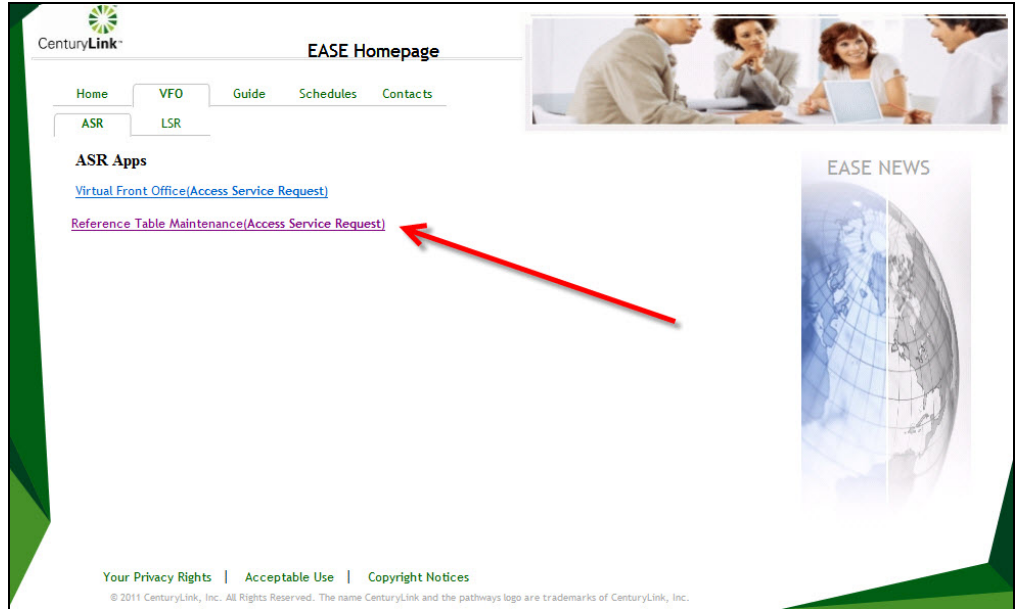 CenturyLink™
EASE Homepage
Home VFO Guide Schedules Contacts
ASR LSR
ASR Apps
EASE NEWS
Virtual Front Office(Access Service Request)
Reference Table Maintenance(Access Service Request)
Your Privacy Rights | Acceptable Use | Copyright Notices
© 2011 CenturyLink, Inc. All Rights Reserved. The name CenturyLink and the pathways logo are trademarks of CenturyLink, Inc.